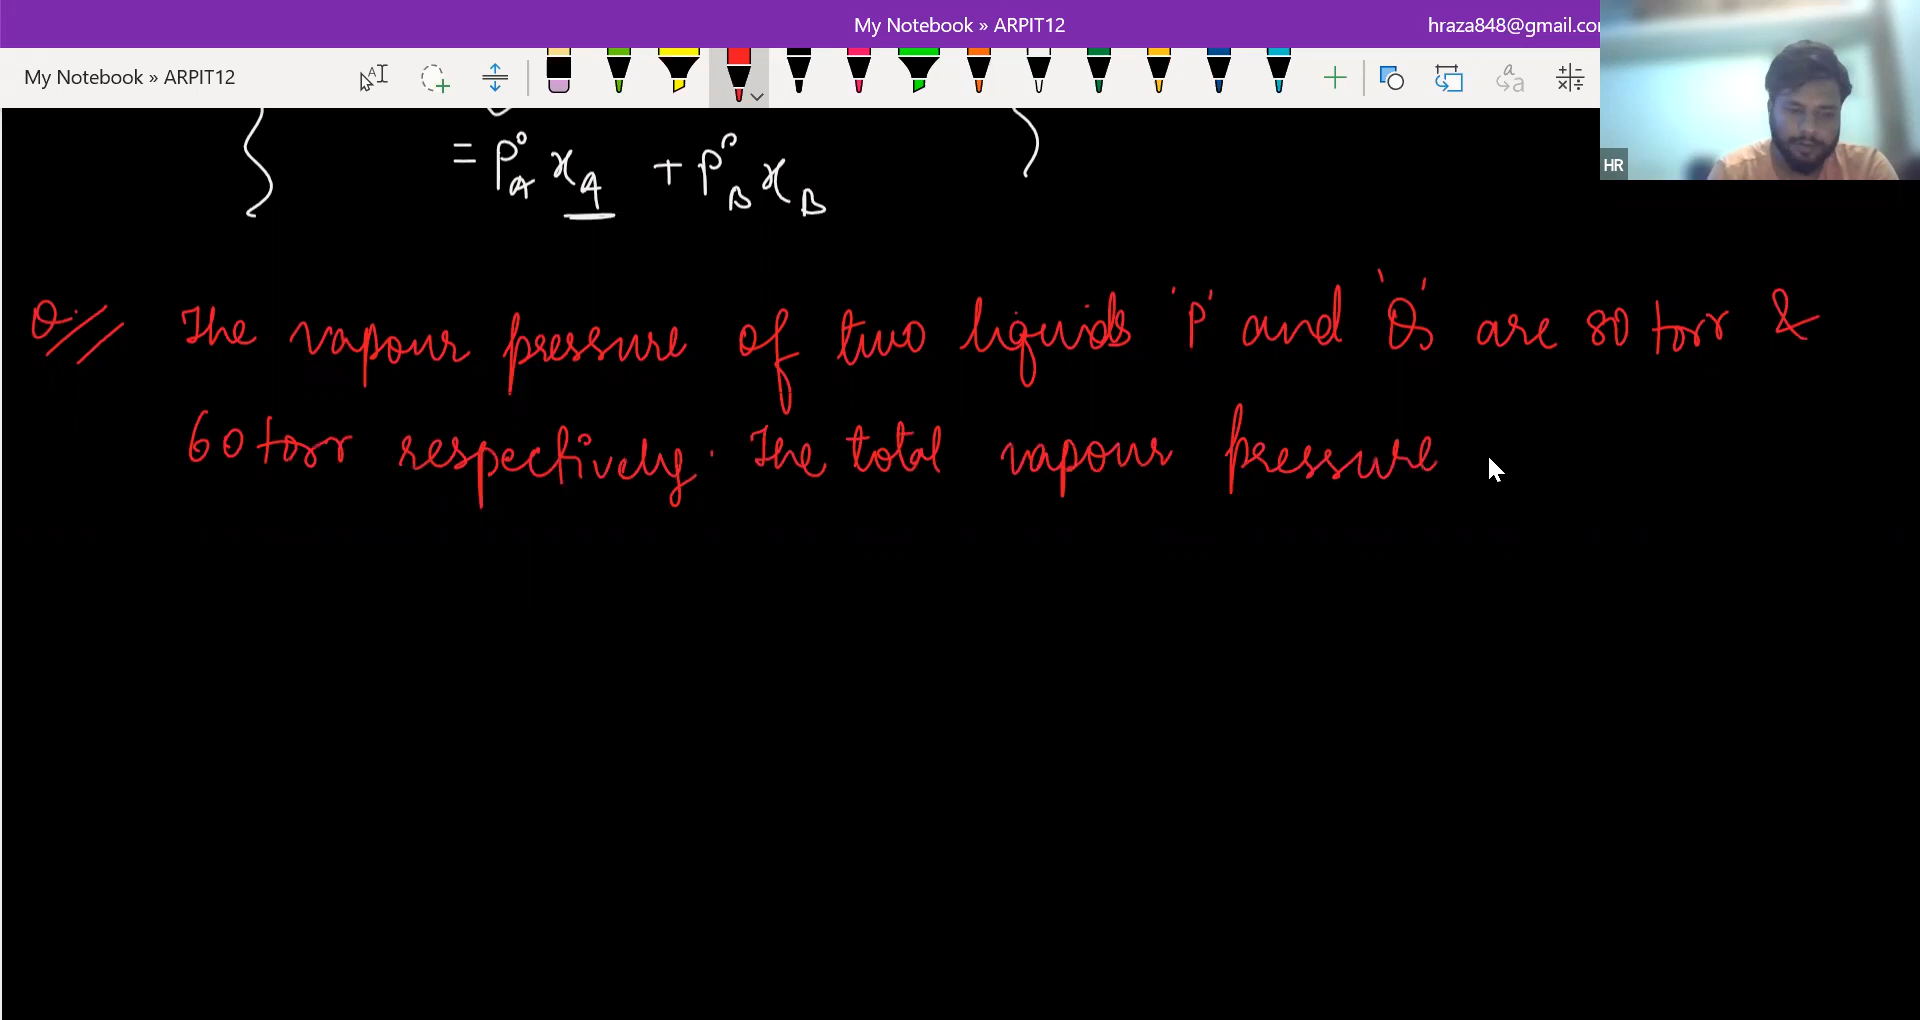 My Notebook » ARPIT12
hraza848@gmail.co
My Notebook » ARPIT12
HR
= P°A xA + P°B xB
Q. The vapour pressure of two liquids 'P' and 'Q' are 80 torr &
60 torr respectively. The total vapour pressure